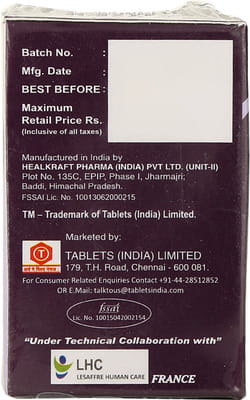 Batch No. :
Mfg. Date :
BEST BEFORE :
Maximum
Retail Price Rs.
(Inclusive of all taxes)
Manufactured in India by
HEALKRAFT PHARMA (INDIA) PVT LTD. (UNIT-II)
Plot No. 135C, EPIP, Phase I, Jharmajri;
Baddi, Himachal Pradesh.
FSSAI Lic. No. 10013062000215
TM – Trademark of Tablets (India) Limited.
Marketed by:
TABLETS (INDIA) LIMITED
179, T.H. Road, Chennai - 600 081.
For Consumer Related Enquiries Contact +91-44-28512852
OR E.Mail: talktous@tabletsindia.com
fssai
Lic. No. 10015042002154
"Under Technical Collaboration with"
LHC
LESAFFRE HUMAN CARE
FRANCE